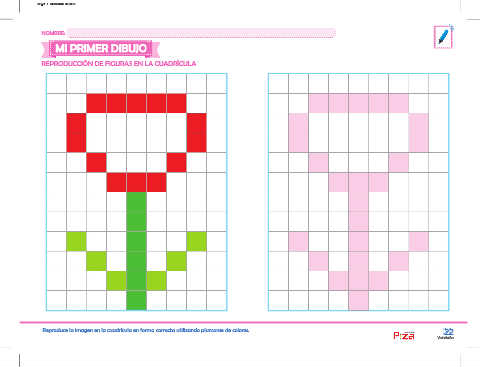 NOMBRE:
MI PRIMER DIBUJO
REPRODUCCIÓN DE FIGURAS EN LA CUADRÍCULA
Reproduce la imagen en la cuadrícula en forma correcta utilizando plumones de colores.
22